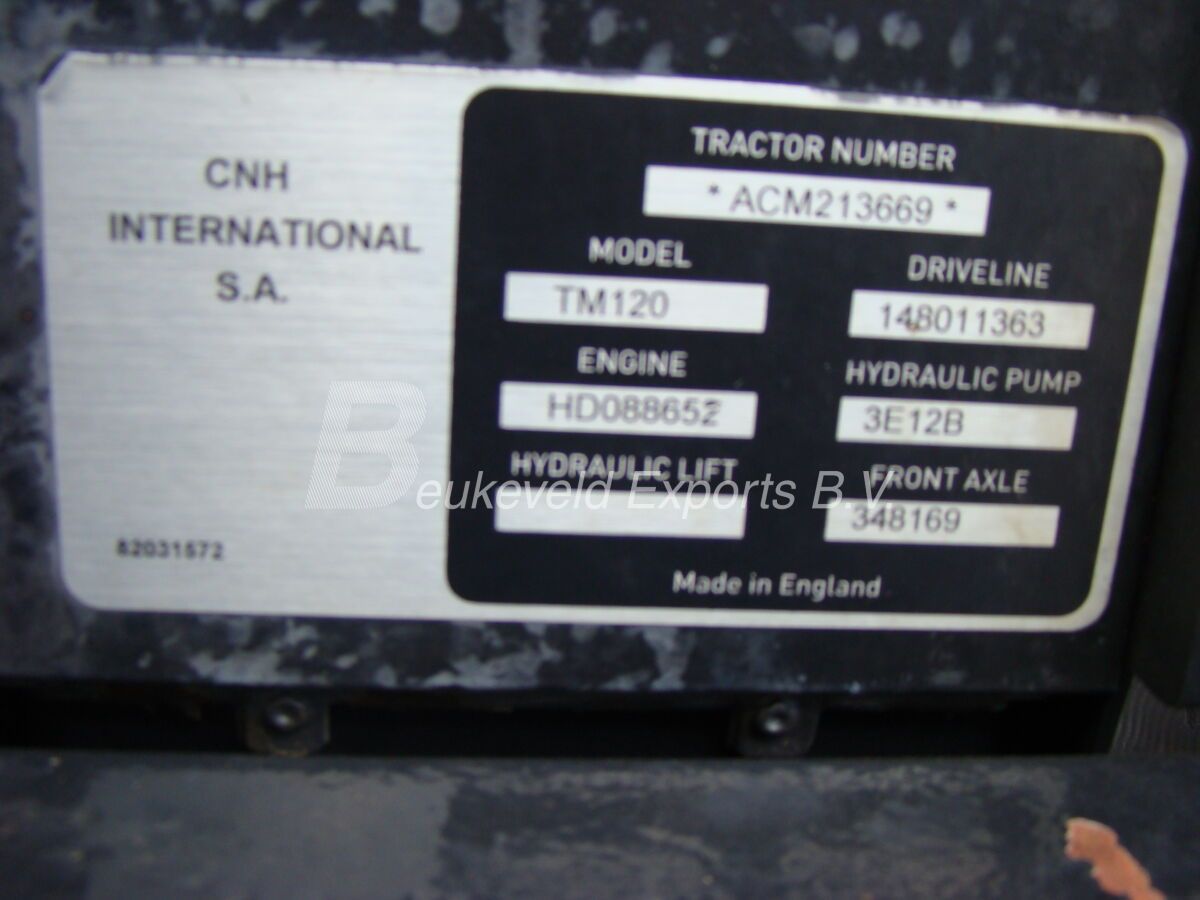 CNH
INTERNATIONAL
S.A.
82031572
TRACTOR NUMBER
* ACM213669 *
MODEL
TM120
DRIVELINE
148011363
ENGINE
HD088652
HYDRAULIC PUMP
3E12B
HYDRAULIC LIFT
FRONT AXLE
348169
Made in England
Beukeveld Exports B.V.